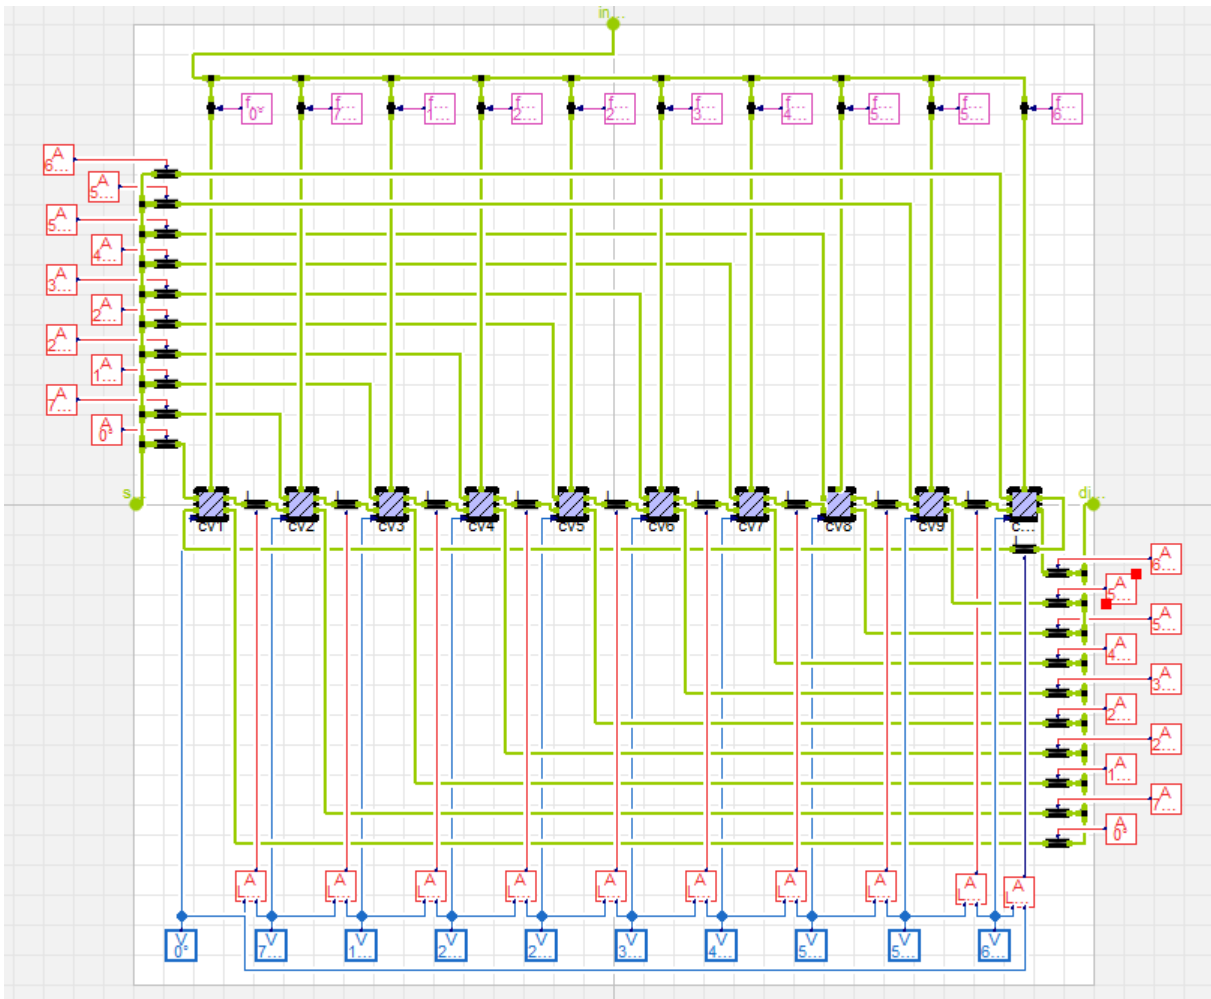 in...
f... 0°
f... 7...
f... 1...
f... 2...
f... 2...
f... 3...
f... 4...
f... 5...
f... 5...
f... 6...
A 6...
A 5...
A 5...
A 4...
A 3...
A 2...
A 2...
A 1...
A 7...
A 0°
s...
di...
cv1
cv2
cv3
cv4
cv5
cv6
cv7
cv8
cv9
c...
A 6...
A 5...
A 5...
A 4...
A 3...
A 2...
A 2...
A 1...
A 7...
A 0°
A L...
A L...
A L...
A L...
A L...
A L...
A L...
A L...
A L...
A L...
V 0°
V 7...
V 1...
V 2...
V 2...
V 3...
V 4...
V 5...
V 5...
V 6...